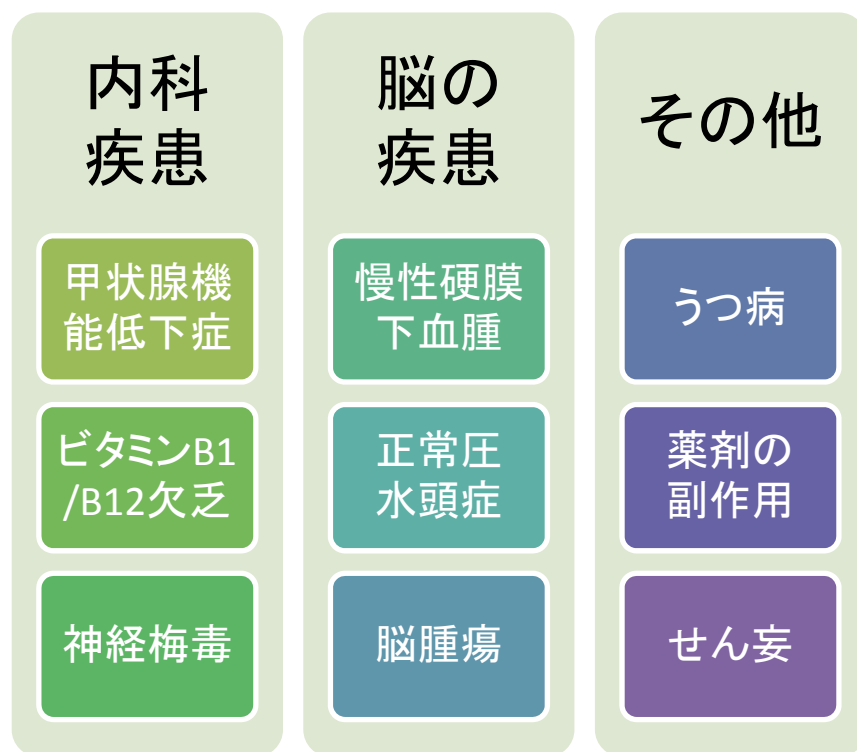 内科
疾患
甲状腺機
能低下症
ビタミンB1
/B12欠乏
神経梅毒
脳の
疾患
慢性硬膜
下血腫
正常圧
水頭症
脳腫瘍
その他
うつ病
薬剤の
副作用
せん妄